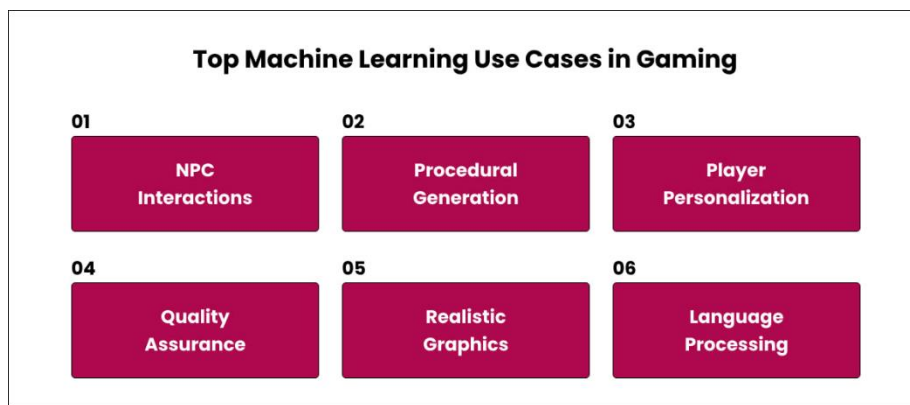 Top Machine Learning Use Cases in Gaming
01
NPC
Interactions
02
Procedural
Generation
03
Player
Personalization
04
Quality
Assurance
05
Realistic
Graphics
06
Language
Processing